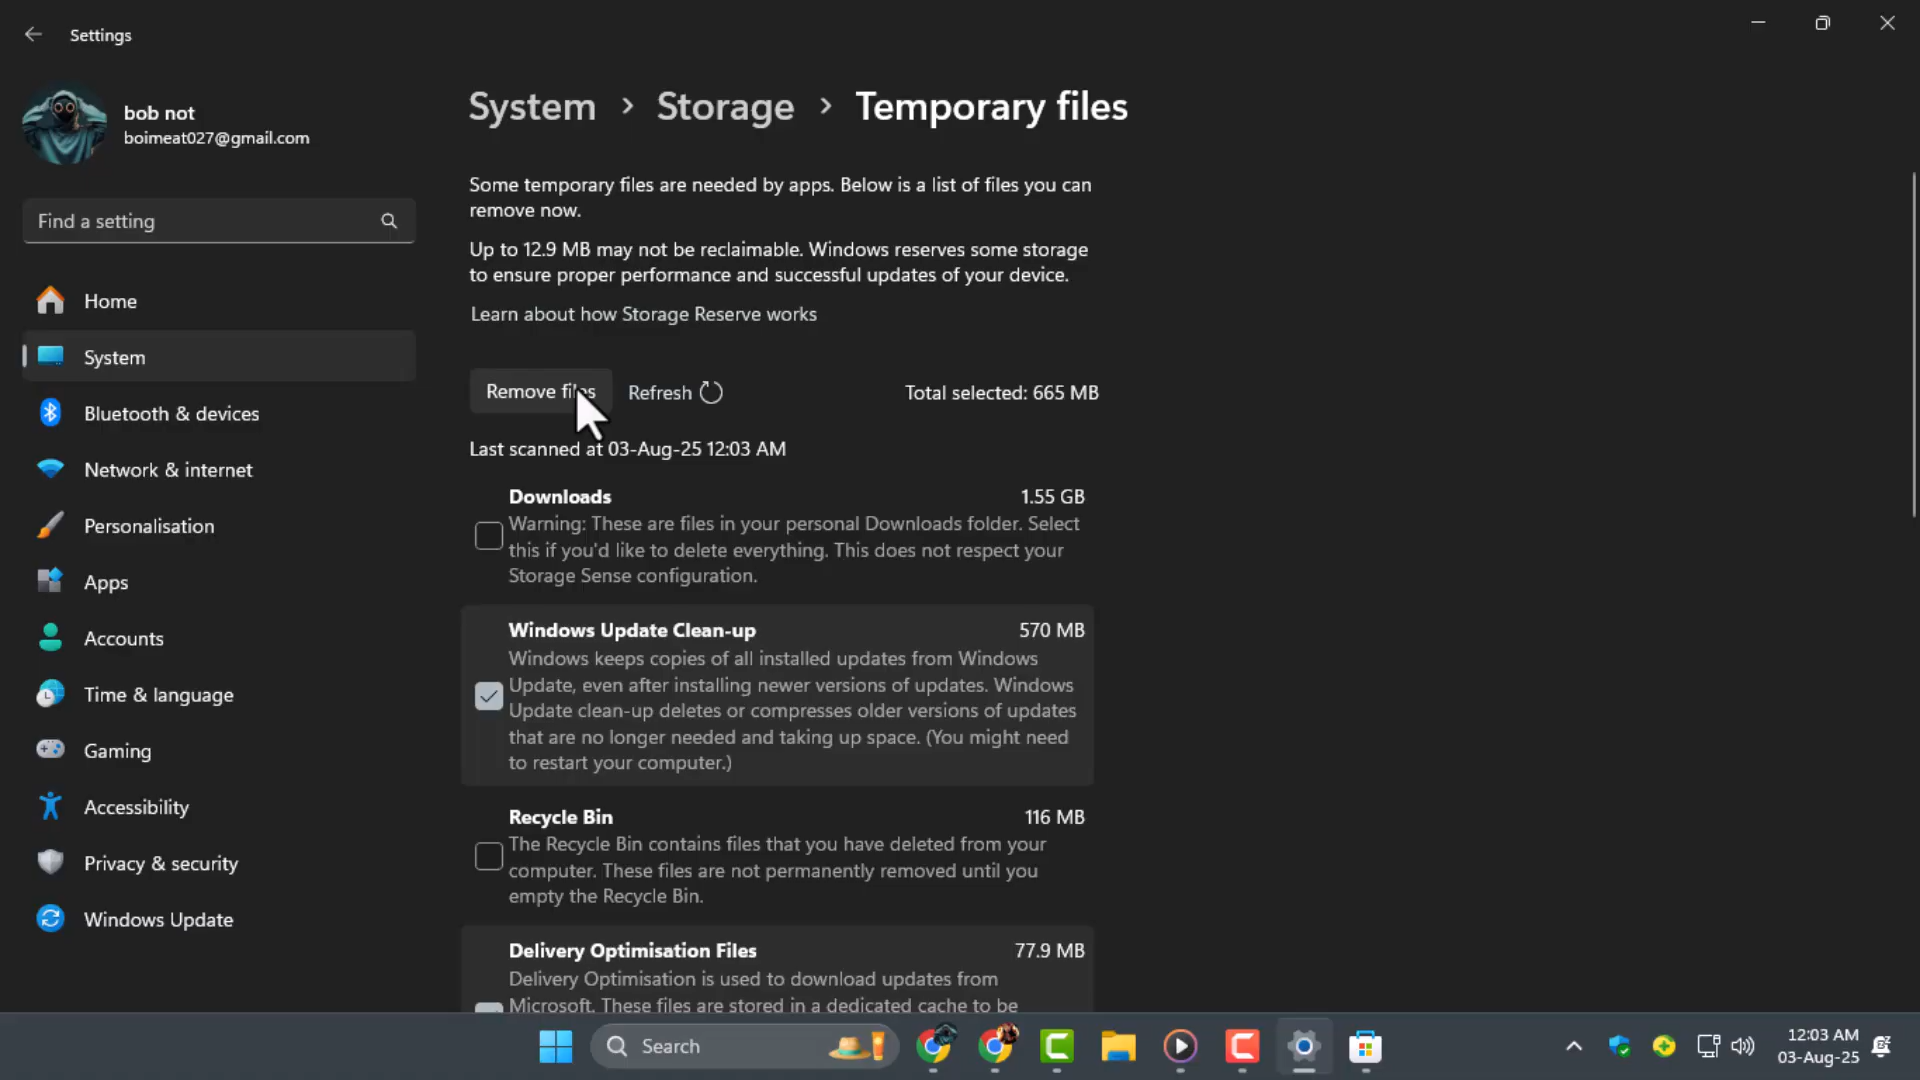 Settings
bob not
boimeat027@gmail.com
Find a setting
Home
System
Bluetooth & devices
Network & internet
Personalisation
Apps
Accounts
Time & language
Gaming
Accessibility
Privacy & security
Windows Update
System > Storage > Temporary files
Some temporary files are needed by apps. Below is a list of files you can
remove now.
Up to 12.9 MB may not be reclaimable. Windows reserves some storage
to ensure proper performance and successful updates of your device.
Learn about how Storage Reserve works
Remove files Refresh Total selected: 665 MB
Last scanned at 03-Aug-25 12:03 AM
Downloads 1.55 GB
Warning: These are files in your personal Downloads folder. Select
this if you'd like to delete everything. This does not respect your
Storage Sense configuration.
Windows Update Clean-up 570 MB
Windows keeps copies of all installed updates from Windows
Update, even after installing newer versions of updates. Windows
Update clean-up deletes or compresses older versions of updates
that are no longer needed and taking up space. (You might need
to restart your computer.)
Recycle Bin 116 MB
The Recycle Bin contains files that you have deleted from your
computer. These files are not permanently removed until you
empty the Recycle Bin.
Delivery Optimisation Files 77.9 MB
Delivery Optimisation is used to download updates from
Microsoft. These files are stored in a dedicated cache to be
Search
12:03 AM
03-Aug-25